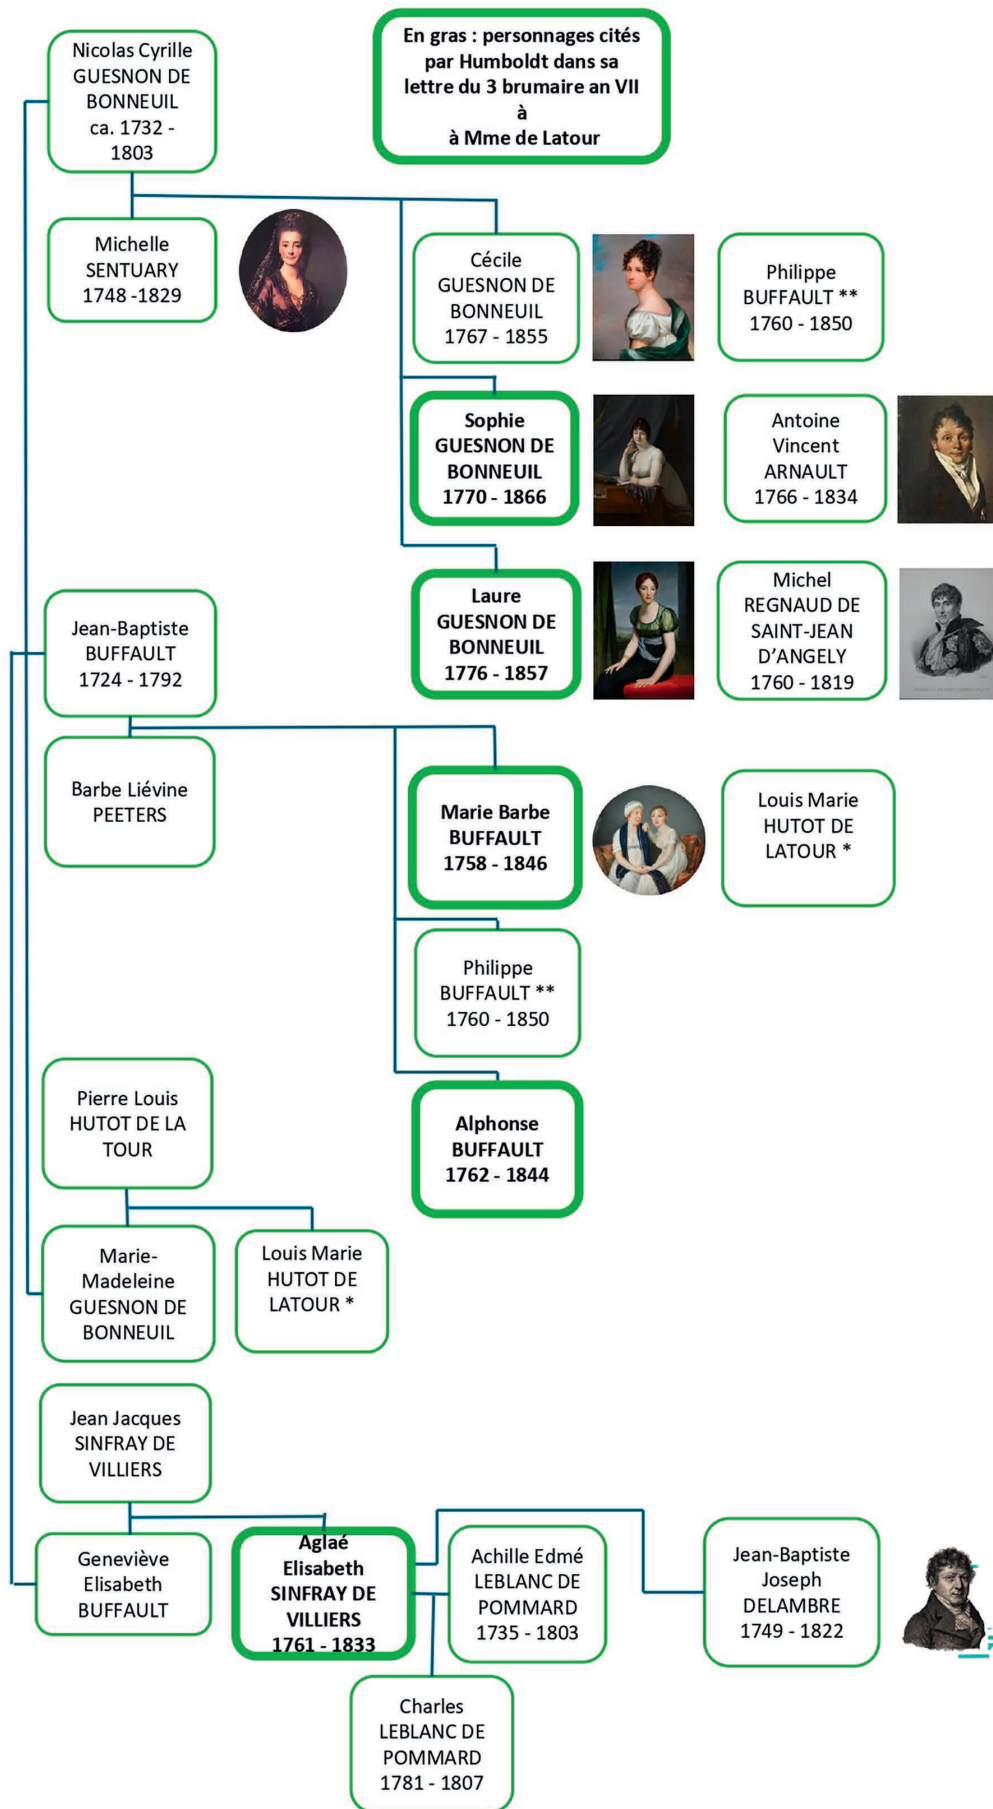 Nicolas Cyrille
GUESNON DE
BONNEUIL
ca. 1732 -
1803
En gras : personnages cités
par Humboldt dans sa
lettre du 3 brumaire an VII
à
à Mme de Latour
Michelle
SENTUARY
1748 -1829
Cécile
GUESNON DE
BONNEUIL
1767 - 1855
Philippe
BUFFAULT **
1760 - 1850
Sophie
GUESNON DE
BONNEUIL
1770 - 1866
Antoine
Vincent
ARNAULT
1766 - 1834
Laure
GUESNON DE
BONNEUIL
1776 - 1857
Michel
REGNAUD DE
SAINT-JEAN
D’ANGELY
1760 - 1819
Jean-Baptiste
BUFFAULT
1724 - 1792
Barbe Liévine
PEETERS
Marie Barbe
BUFFAULT
1758 - 1846
Louis Marie
HUTOT DE
LATOUR *
Philippe
BUFFAULT **
1760 - 1850
Alphonse
BUFFAULT
1762 - 1844
Pierre Louis
HUTOT DE LA
TOUR
Marie-
Madeleine
GUESNON DE
BONNEUIL
Louis Marie
HUTOT DE
LATOUR *
Jean Jacques
SINFRAY DE
VILLIERS
Geneviève
Elisabeth
BUFFAULT
Aglaé
Elisabeth
SINFRAY DE
VILLIERS
1761 - 1833
Achille Edmé
LEBLANC DE
POMMARD
1735 - 1803
Jean-Baptiste
Joseph
DELAMBRE
1749 - 1822
Charles
LEBLANC DE
POMMARD
1781 - 1807